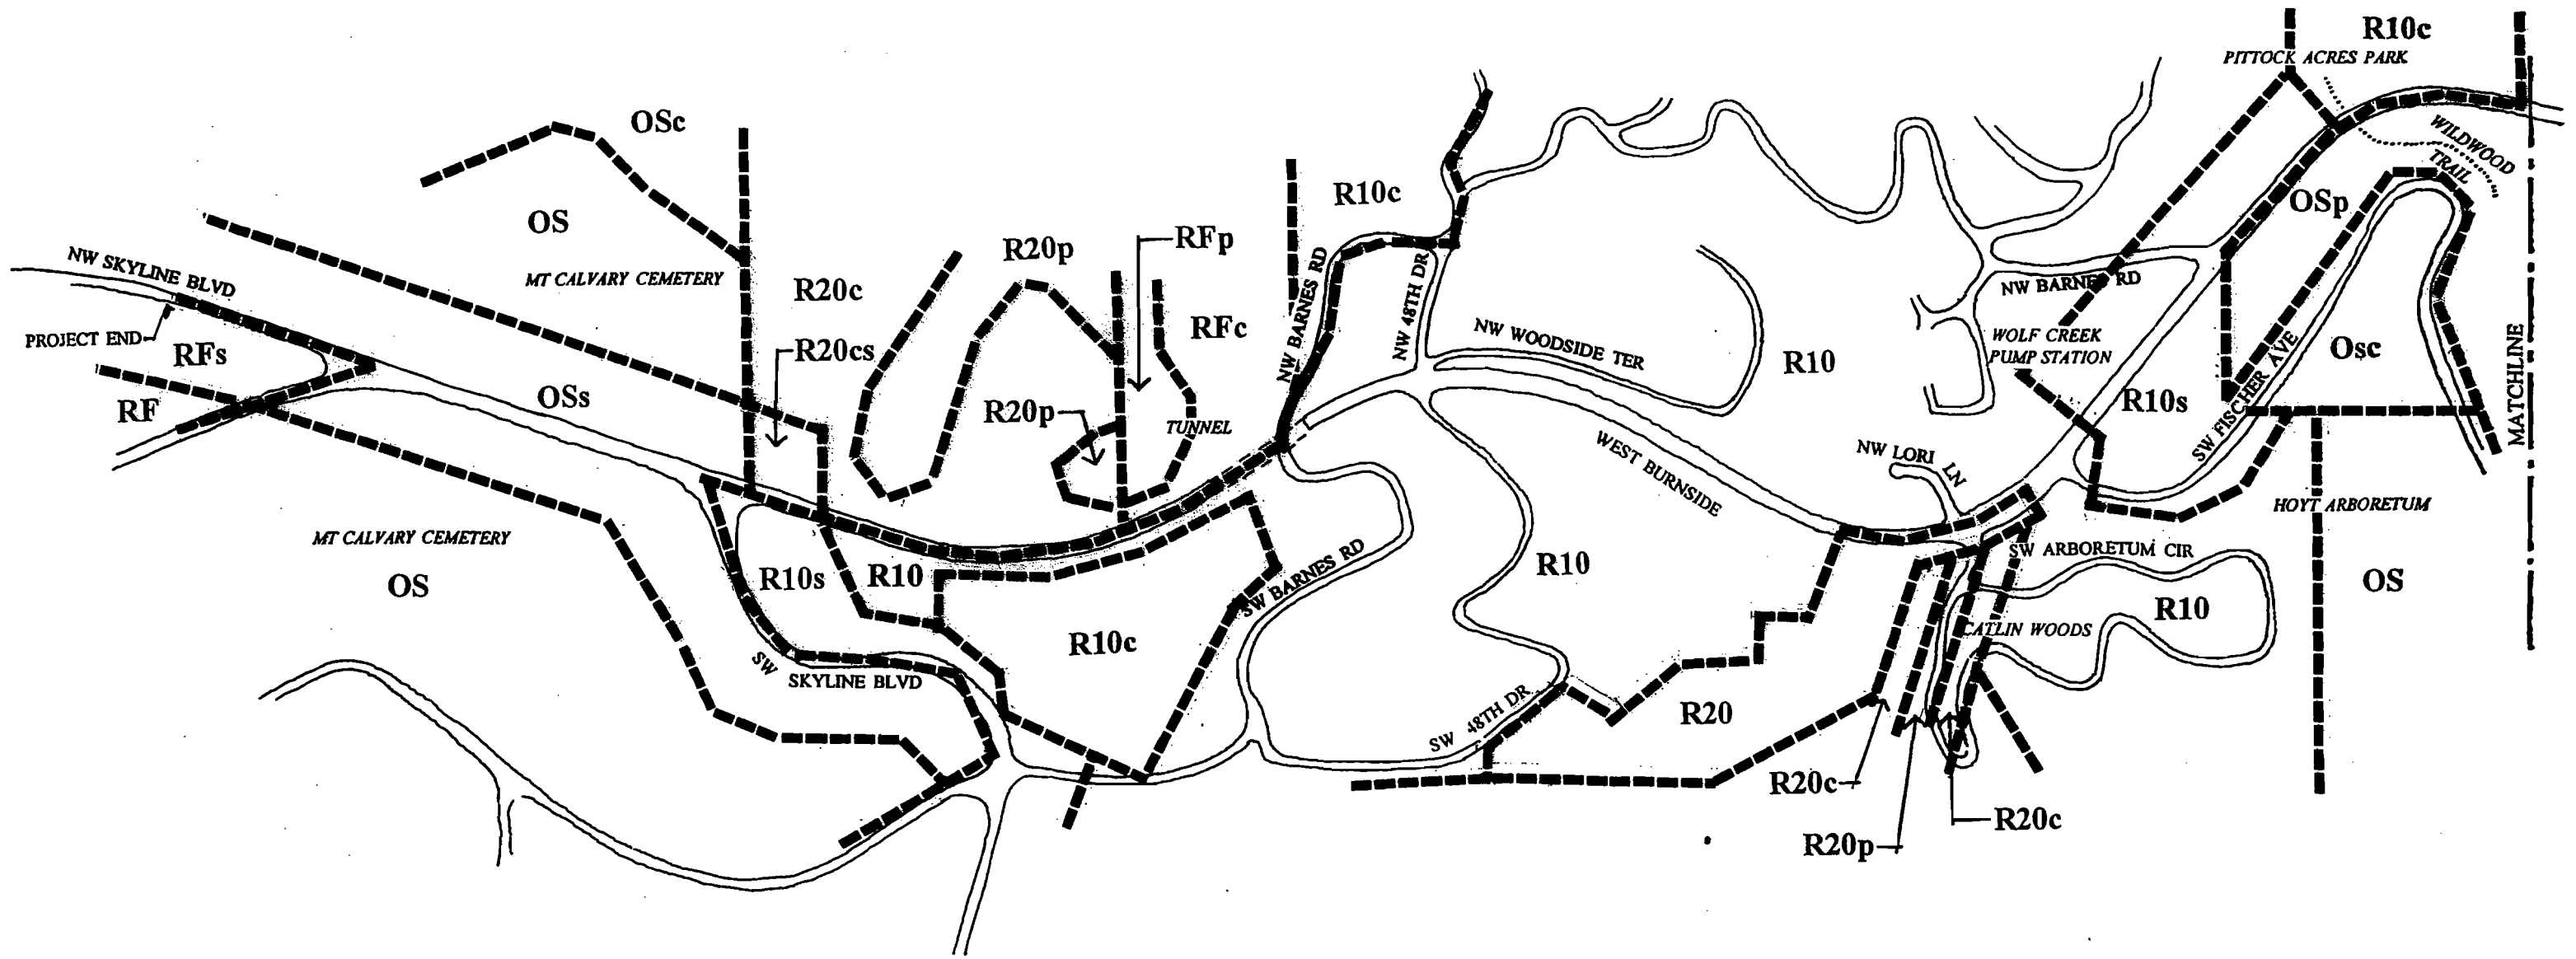 R10c
PITTOCK ACRES PARK
OSc
WILDWOOD
TRAIL
R10c
OSp
OS
R20p
RFp
NW SKYLINE BLVD
MT CALVARY CEMETERY
R20c
RFc
NW BARNES RD
NW 48TH DR
NW BARNES RD
PROJECT END
RFs
R20cs
NW WOODSIDE TER
R10
WOLF CREEK
PUMP STATION
Osc
MATCHLINE
RF
OSs
R20p
TUNNEL
R10s
SW FISCHER AVE
WEST BURNSIDE
NW LORI LN
HOYT ARBORETUM
MT CALVARY CEMETERY
OS
R10s
R10
SW BARNES RD
R10
SW ARBORETUM CIR
OS
R10
R10c
CATLIN WOODS
SW
SKYLINE BLVD
SW 48TH DR
R20
R20c
R20c
R20p